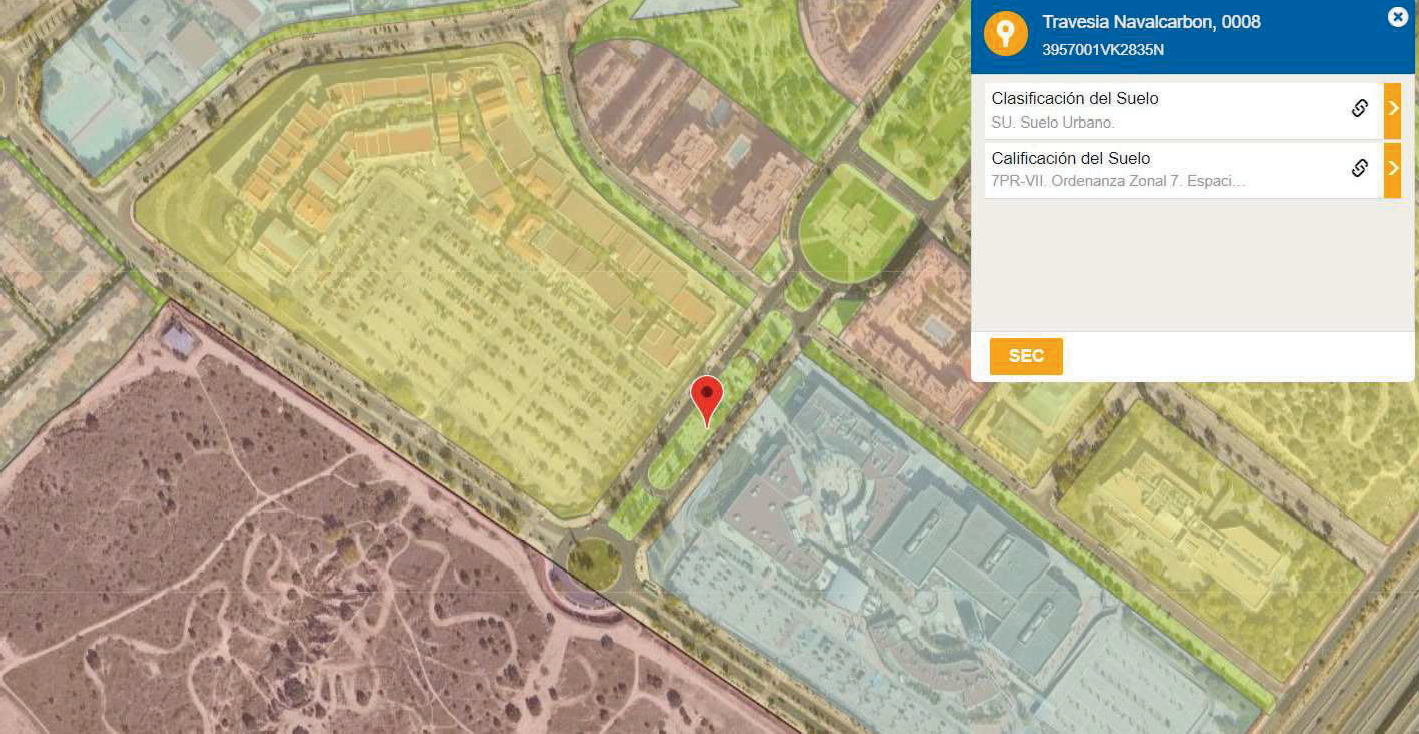 Travesia Navalcarbon, 0008
3957001VK2835N
Clasificación del Suelo
SU. Suelo Urbano.
Calificación del Suelo
7PR-VII. Ordenanza Zonal 7. Espaci...
SEC